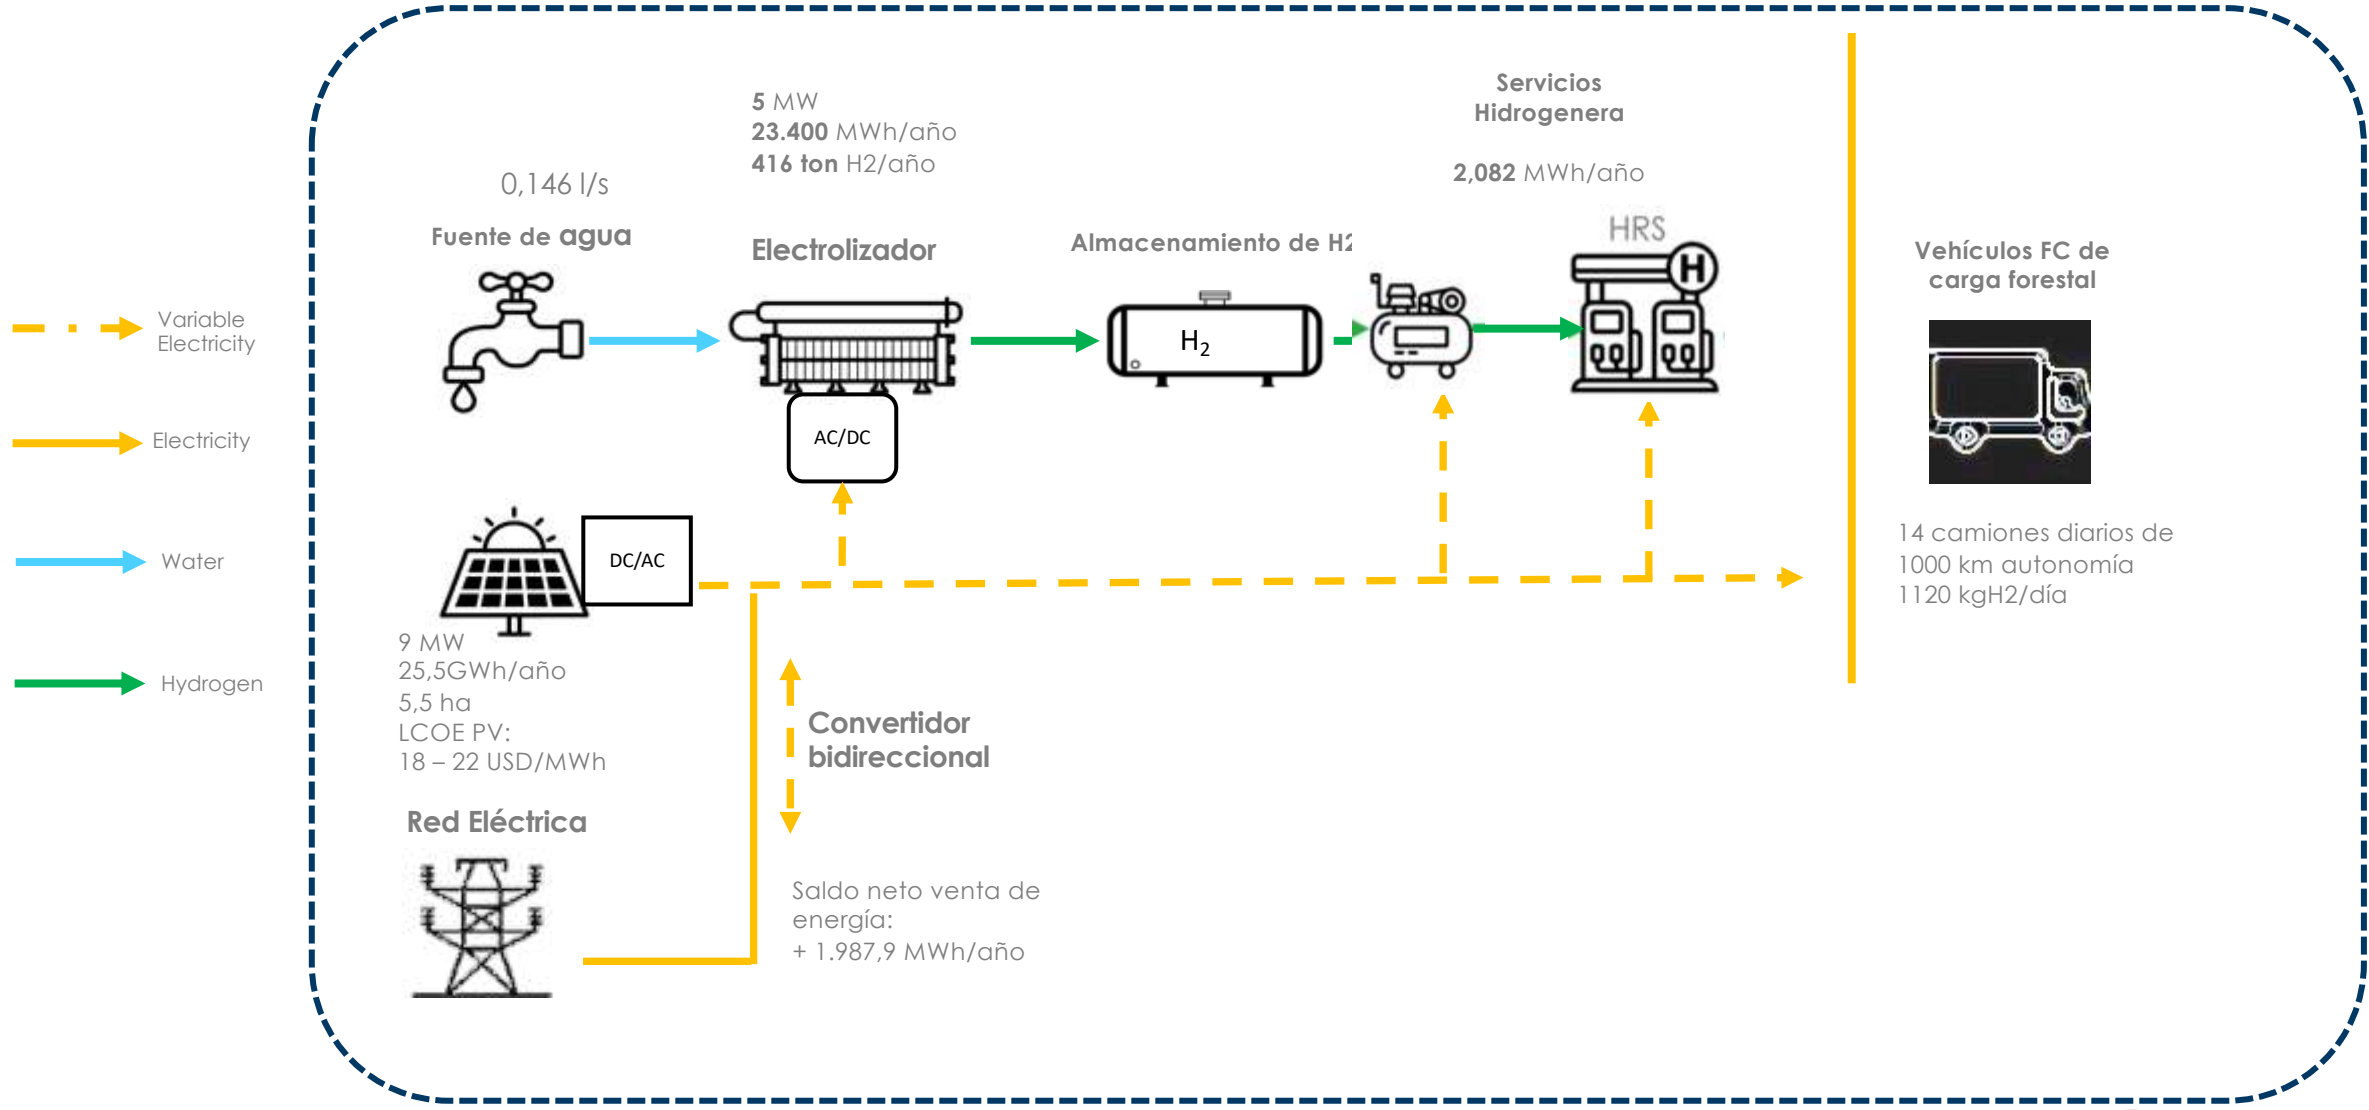 Variable
Electricity
Electricity
Water
Hydrogen
0,146 l/s
Fuente de agua
5 MW
23.400 MWh/año
416 ton H2/año
Electrolizador
AC/DC
Almacenamiento de H2
H2
Servicios
Hidrogenera
2,082 MWh/año
HRS
H
Vehículos FC de
carga forestal
14 camiones diarios de
1000 km autonomía
1120 kgH2/día
DC/AC
9 MW
25,5GWh/año
5,5 ha
LCOE PV:
18 – 22 USD/MWh
Convertidor
bidireccional
Red Eléctrica
Saldo neto venta de
energía:
+ 1.987,9 MWh/año